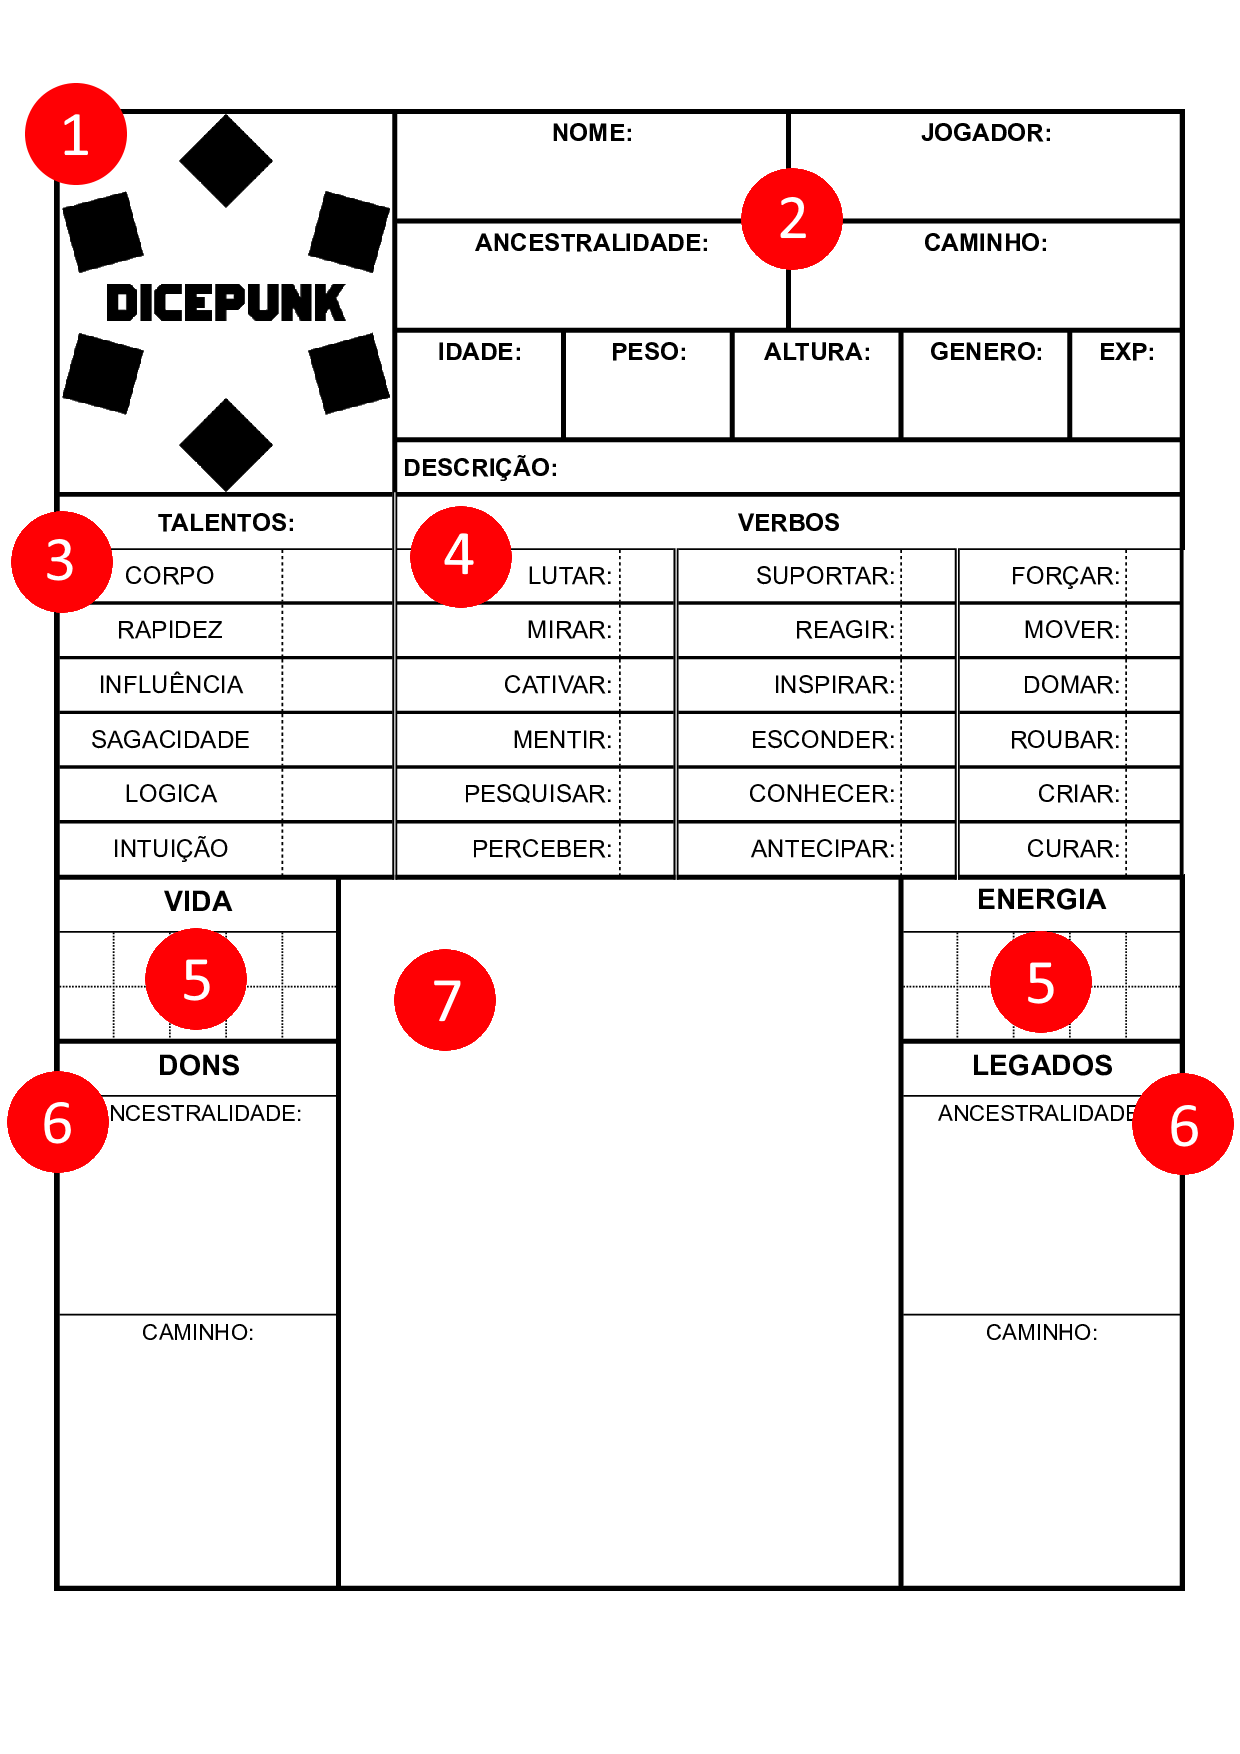 1
NOME: JOGADOR:
2
ANCESTRALIDADE: CAMINHO:
DICEPUNK
IDADE: PESO: ALTURA: GENERO: EXP:
DESCRIÇÃO:
TALENTOS: VERBOS
3 4
CORPO LUTAR: SUPORTAR: FORÇAR:
RAPIDEZ MIRAR: REAGIR: MOVER:
INFLUÊNCIA CATIVAR: INSPIRAR: DOMAR:
SAGACIDADE MENTIR: ESCONDER: ROUBAR:
LOGICA PESQUISAR: CONHECER: CRIAR:
INTUIÇÃO PERCEBER: ANTECIPAR: CURAR:
VIDA ENERGIA
5 7 5
DONS LEGADOS
6 NCESTRALIDADE: ANCESTRALIDADE 6
CAMINHO: CAMINHO: